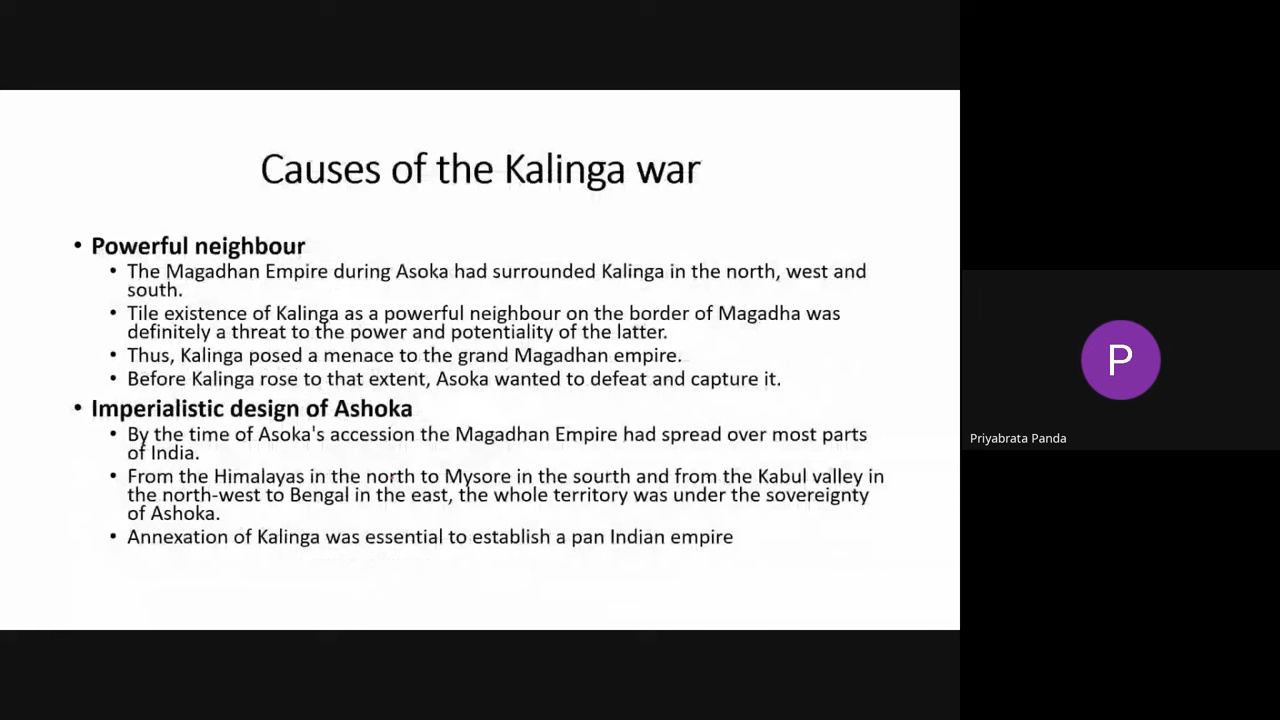 Causes of the Kalinga war
• Powerful neighbour
• The Magadhan Empire during Asoka had surrounded Kalinga in the north, west and
south.
• Tile existence of Kalinga as a powerful neighbour on the border of Magadha was
definitely a threat to the power and potentiality of the latter.
• Thus, Kalinga posed a menace to the grand Magadhan empire.
• Before Kalinga rose to that extent, Asoka wanted to defeat and capture it.
• Imperialistic design of Ashoka
• By the time of Asoka's accession the Magadhan Empire had spread over most parts
of India.
• From the Himalayas in the north to Mysore in the sourth and from the Kabul valley in
the north-west to Bengal in the east, the whole territory was under the sovereignty
of Ashoka.
• Annexation of Kalinga was essential to establish a pan Indian empire
P
Priyabrata Panda